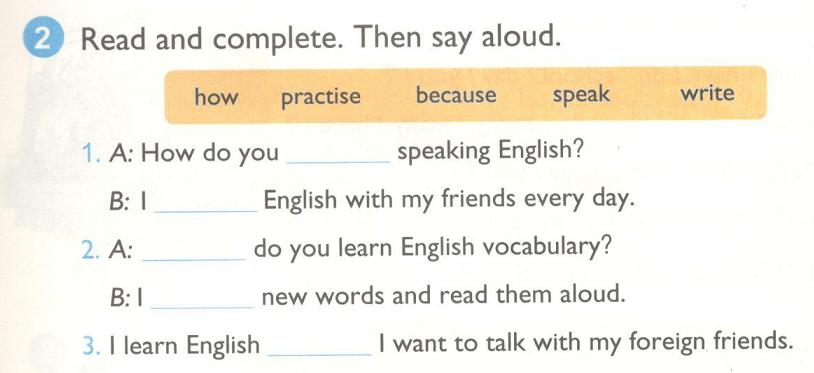 2 Read and complete. Then say aloud.
how practise because speak write
1. A: How do you ________ speaking English?
B: I ________ English with my friends every day.
2. A: ________ do you learn English vocabulary?
B: I ________ new words and read them aloud.
3. I learn English ________ I want to talk with my foreign friends.